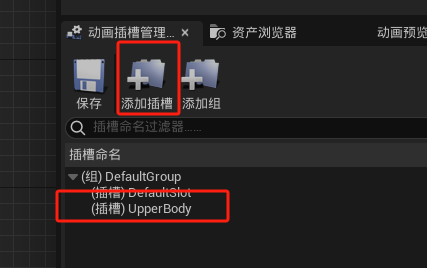 动画插槽管理... × 资产浏览器 动画预览
保存 添加插槽 添加组
插槽命名过滤器......
插槽命名
(组) DefaultGroup
(插槽) DefaultSlot
(插槽) UpperBody